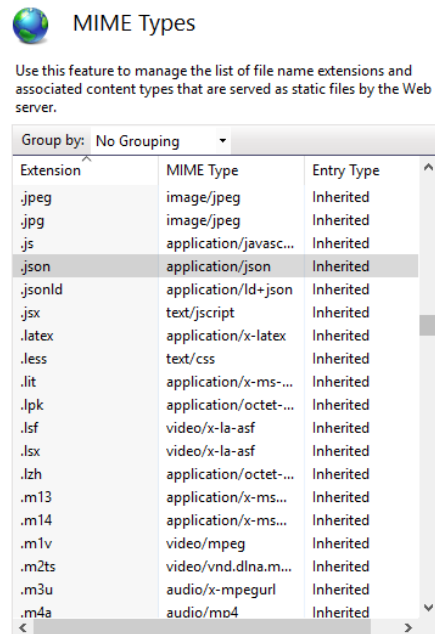 MIME Types
Use this feature to manage the list of file name extensions and
associated content types that are served as static files by the Web
server.
Group by: No Grouping
Extension MIME Type Entry Type
.jpeg image/jpeg Inherited
.jpg image/jpeg Inherited
.js application/javasc... Inherited
.json application/json Inherited
.jsonld application/ld+json Inherited
.jsx text/jscript Inherited
.latex application/x-latex Inherited
.less text/css Inherited
.lit application/x-ms-... Inherited
.lpk application/octet-... Inherited
.lsf video/x-la-asf Inherited
.lsx video/x-la-asf Inherited
.lzh application/octet-... Inherited
.m13 application/x-ms... Inherited
.m14 application/x-ms... Inherited
.m1v video/mpeg Inherited
.m2ts video/vnd.dlna.m... Inherited
.m3u audio/x-mpegurl Inherited
.m4a audio/mp4 Inherited